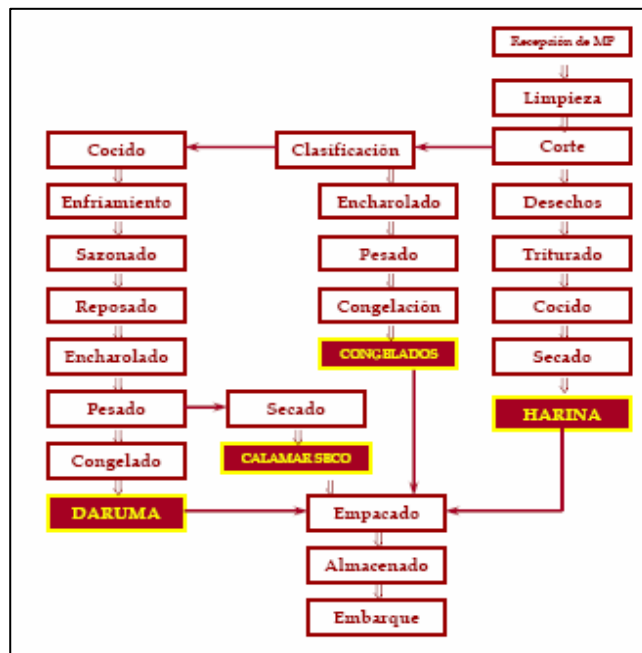 Recepción de MP
Limpieza
Cocido
Clasificación
Corte
Enfriamiento
Encharolado
Desechos
Sazonado
Pesado
Triturado
Reposado
Congelación
Cocido
Encharolado
CONGELADOS
Secado
Pesado
Secado
HARINA
Congelado
CALAMAR SECO
DARUMA
Empacado
Almacenado
Embarque